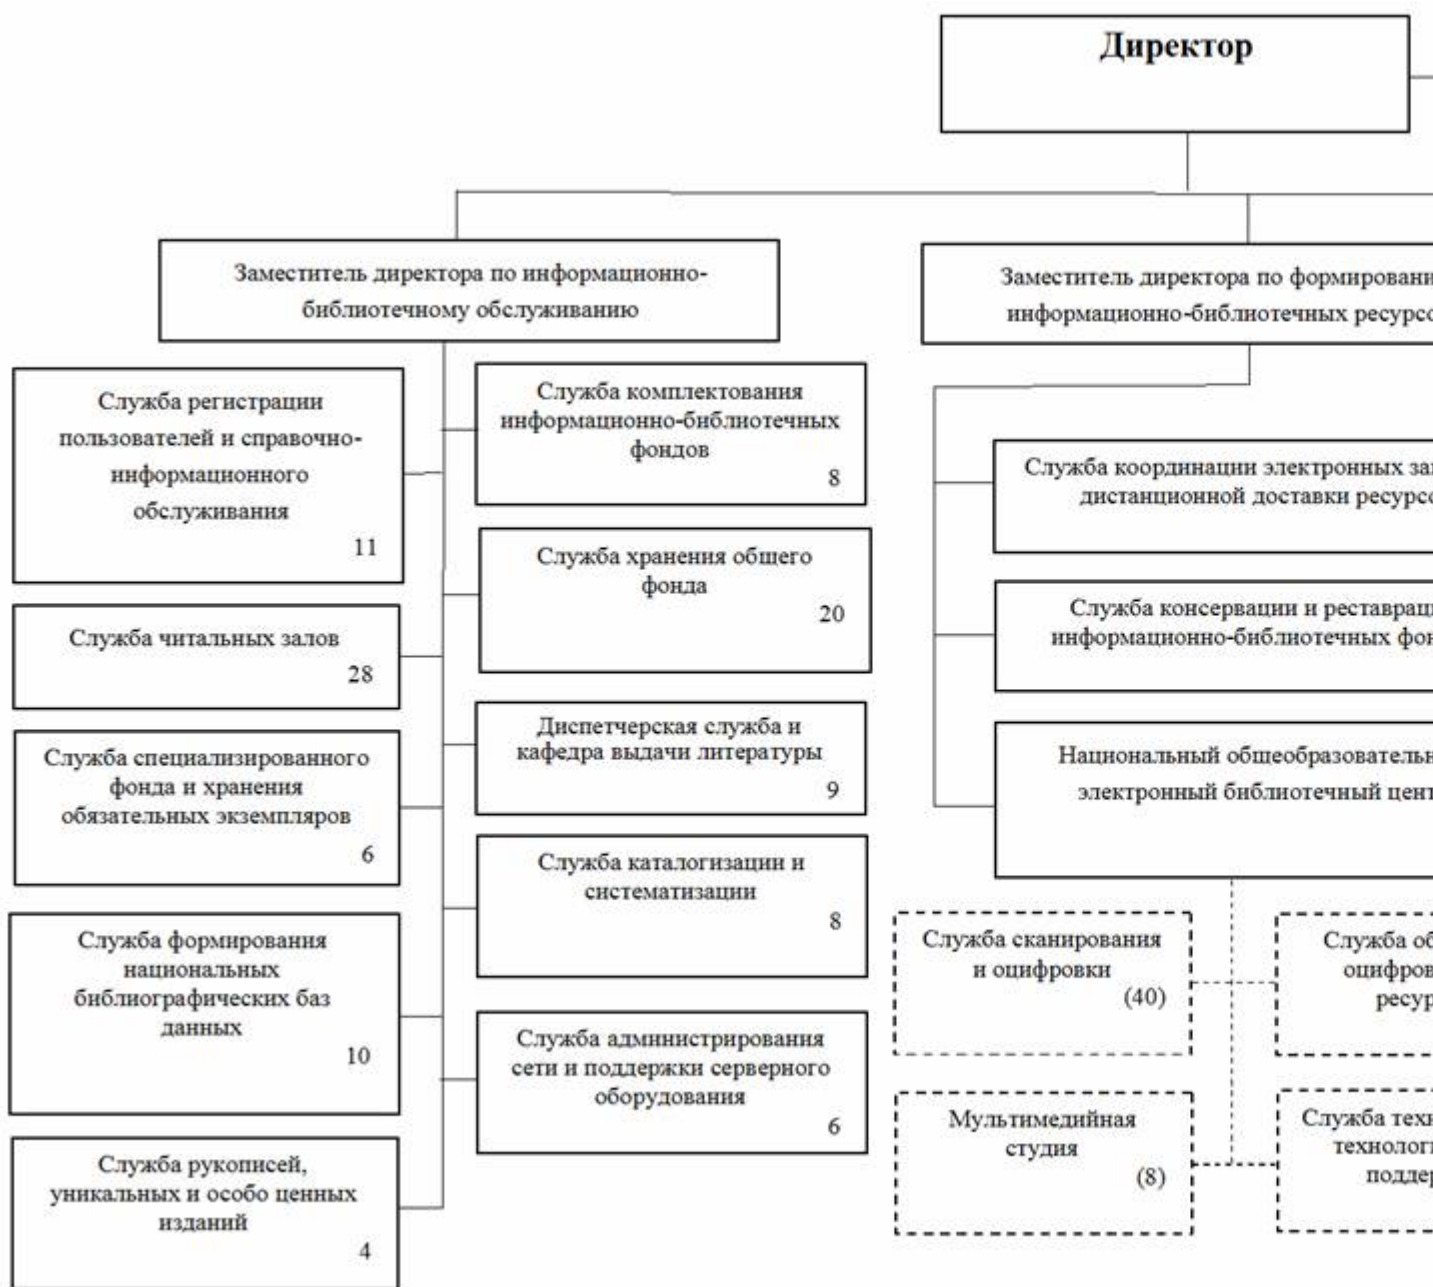 Директор
Заместитель директора по информационно-
библиотечному обслуживанию
Служба регистрации
пользователей и справочно-
информационного
обслуживания
11
Служба читальных залов
28
Служба специализированного
фонда и хранения
обязательных экземпляров
6
Служба формирования
национальных
библиографических баз
данных
10
Служба рукописей,
уникальных и особо ценных
изданий
4
Служба комплектования
информационно-библиотечных
фондов
8
Служба хранения общего
фонда
20
Диспетчерская служба и
кафедра выдачи литературы
9
Служба каталогизации и
систематизации
8
Служба администрирования
сети и поддержки серверного
оборудования
6
Заместитель директора по формировани
информационно-библиотечных ресурсо
Служба координации электронных за
дистанционной доставки ресурсо
Служба консервации и реставрац
информационно-библиотечных фон
Национальный общеобразовательн
электронный библиотечный цент
Служба сканирования
и оцифровки
(40)
Служба об
оцифров
ресур
Мультимедийная
студия
(8)
Служба техн
технолог
поддер